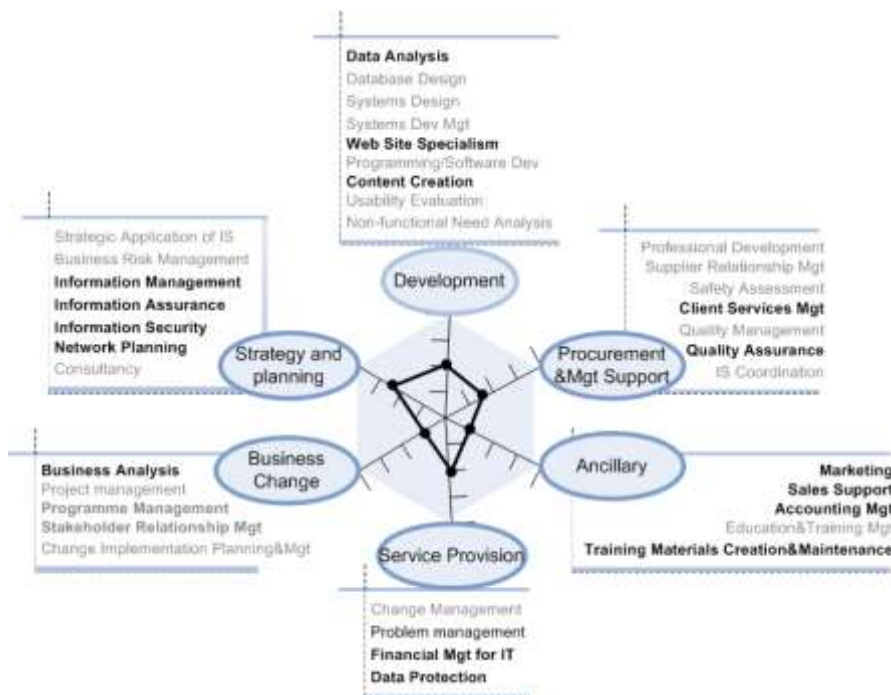 Data Analysis
Database Design
Systems Design
Systems Dev Mgt
Web Site Specialism
Programming/Software Dev
Content Creation
Usability Evaluation
Non-functional Need Analysis
Development
Strategic Application of IS
Business Risk Management
Information Management
Information Assurance
Information Security
Network Planning
Consultancy
Strategy and
planning
Professional Development
Supplier Relationship Mgt
Safety Assessment
Client Services Mgt
Quality Management
Quality Assurance
IS Coordination
Procurement
&Mgt Support
Business Analysis
Project management
Programme Management
Stakeholder Relationship Mgt
Change Implementation Planning&Mgt
Business
Change
Ancillary
Marketing
Sales Support
Accounting Mgt
Education&Training Mgt
Training Materials Creation&Maintenance
Service Provision
Change Management
Problem management
Financial Mgt for IT
Data Protection